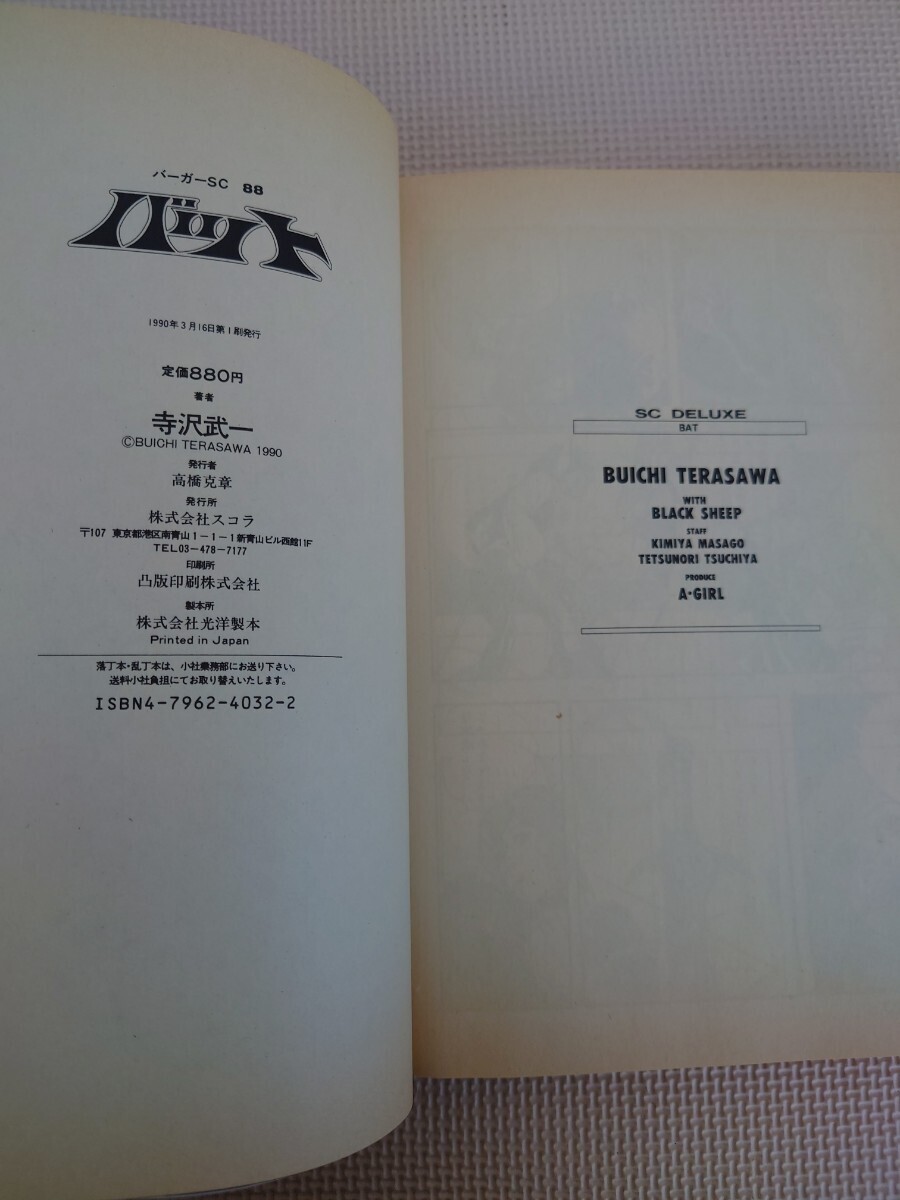 バーガーSC 88
バット
1990年3月16日第1刷発行
定価880円
著者
寺沢武一
©BUICHI TERASAWA 1990
発行者
高橋克章
発行所
株式会社スコラ
〒107 東京都港区南青山1-1-1新青山ビル西館11F
TEL03-478-7177
印刷所
凸版印刷株式会社
製本所
株式会社光洋製本
Printed in Japan
落丁本・乱丁本は、小社業務部にお送り下さい。
送料小社負担にてお取り替えいたします。
ISBN4-7962-4032-2
SC DELUXE
BAT
BUICHI TERASAWA
WITH
BLACK SHEEP
STAFF
KIMIYA MASAGO
TETSUNORI TSUCHIYA
PRODUCE
A·GIRL